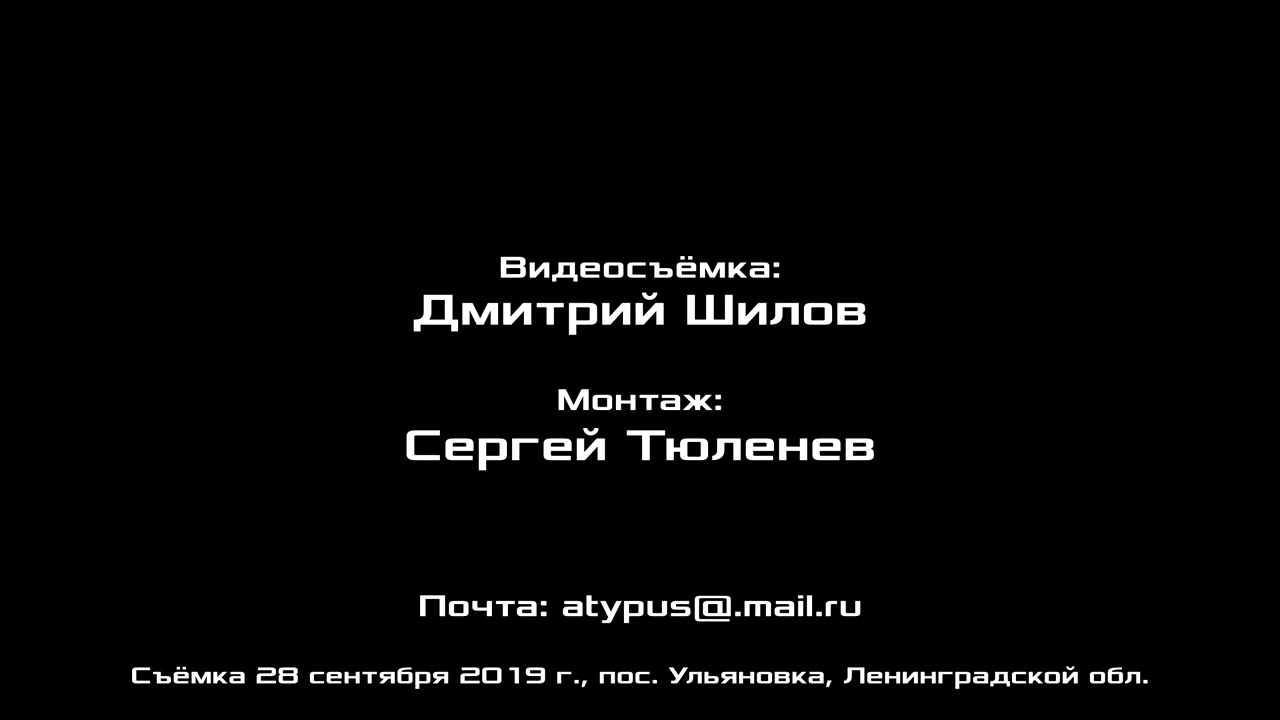 Видеосъёмка:
Дмитрий Шилов
Монтаж:
Сергей Тюленев
Почта: atypus@.mail.ru
Съёмка 28 сентября 2019 г., пос. Ульяновка, Ленинградской обл.